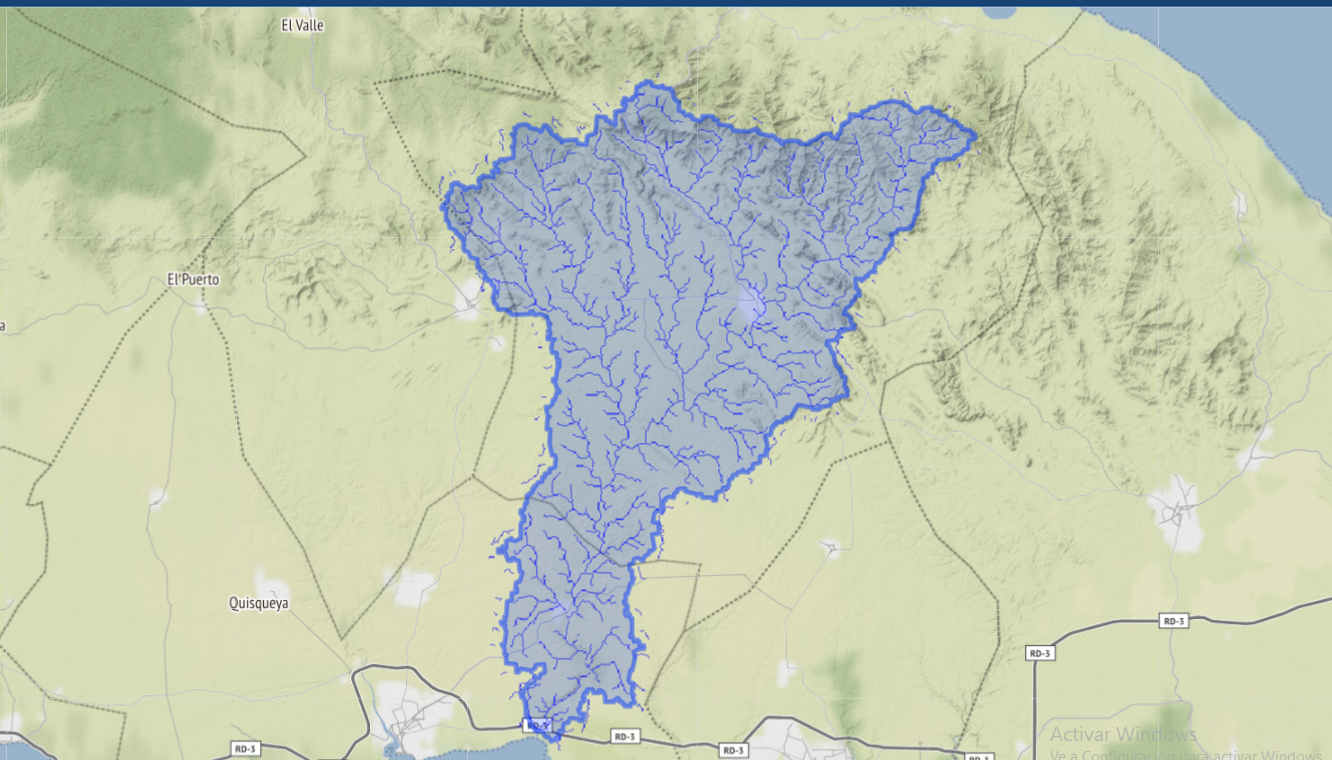 El Valle
El Puerto
a
Quisqueya
RD-3
RD-3
RD-3
RD-3
RD-3
RD-3
Activar Windows
RD-3
Ve a Configuración para activar Windows